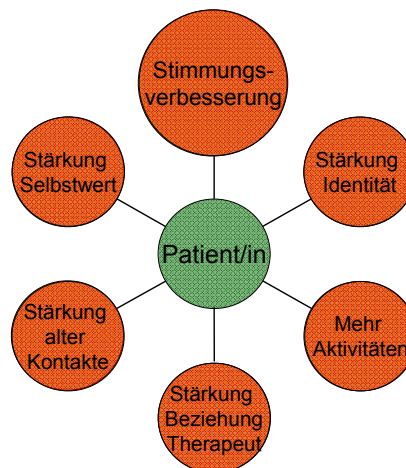 Stimmungs-
verbesserung
Stärkung
Selbstwert
Stärkung
Identität
Patient/in
Stärkung
alter
Kontakte
Mehr
Aktivitäten
Stärkung
Beziehung
Therapeut